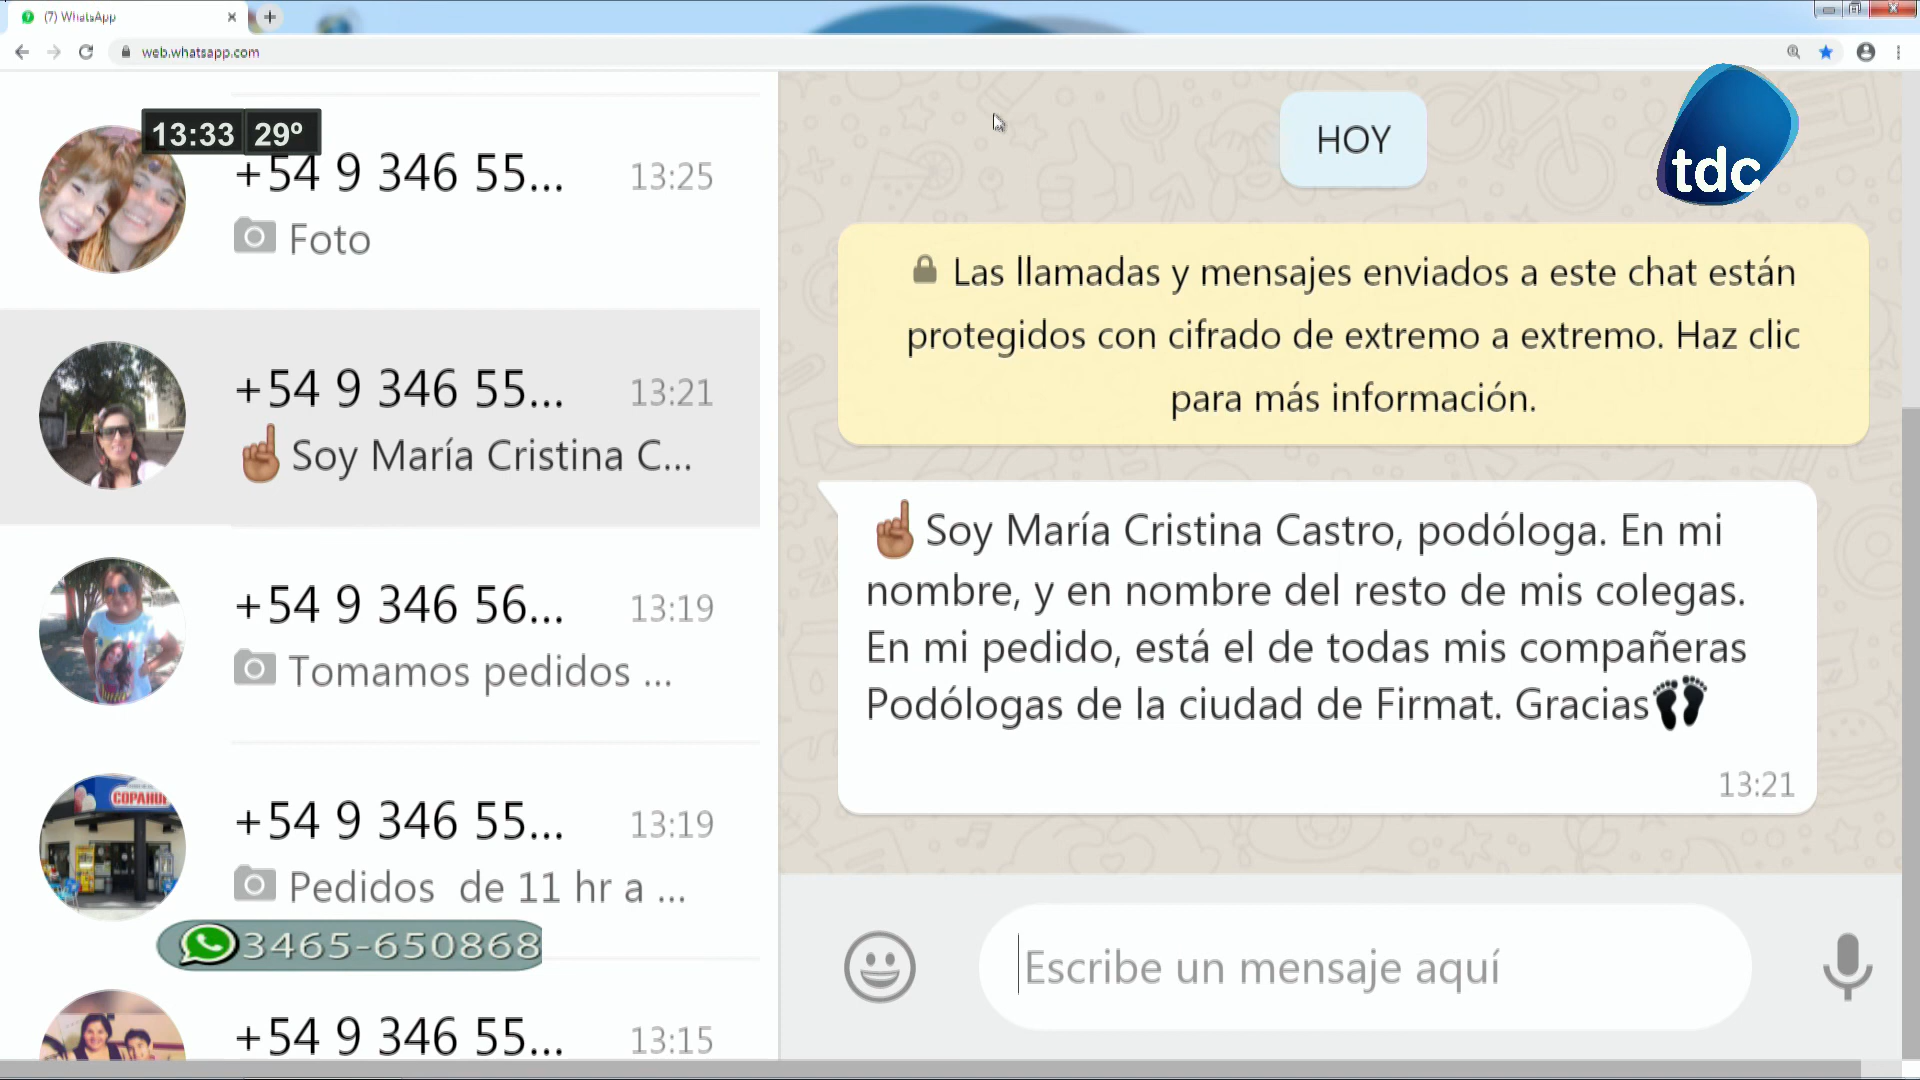 (7) WhatsApp
web.whatsapp.com
13:33 29º
+54 9 346 55... 13:25
Foto
+54 9 346 55... 13:21
☝🏾Soy María Cristina C...
+54 9 346 56... 13:19
Tomamos pedidos ...
+54 9 346 55... 13:19
Pedidos de 11 hr a ...
COPAHUE
3465-650868
+54 9 346 55... 13:15
HOY
tdc
Las llamadas y mensajes enviados a este chat están
protegidos con cifrado de extremo a extremo. Haz clic
para más información.
☝🏾Soy María Cristina Castro, podóloga. En mi
nombre, y en nombre del resto de mis colegas.
En mi pedido, está el de todas mis compañeras
Podólogas de la ciudad de Firmat. Gracias👣
13:21
Escribe un mensaje aquí